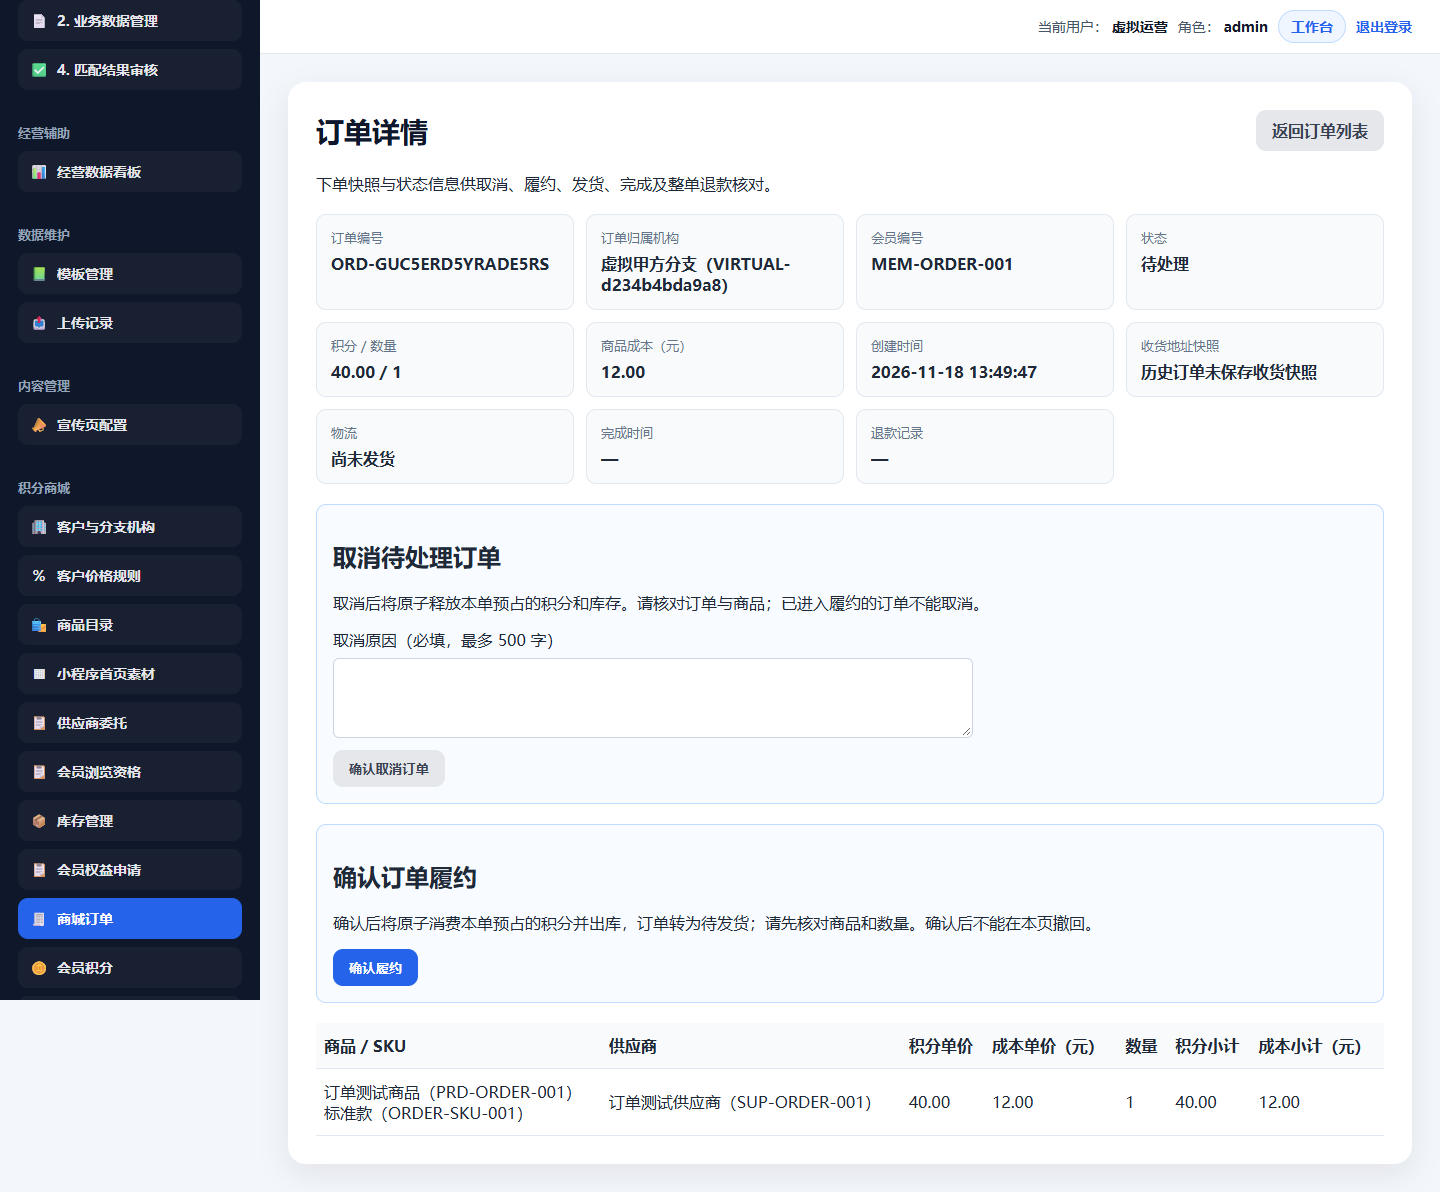 2. 业务数据管理
4. 匹配结果审核
经营辅助
经营数据看板
数据维护
模板管理
上传记录
内容管理
宣传页配置
积分商城
客户与分支机构
% 客户价格规则
商品目录
小程序首页素材
供应商委托
会员浏览资格
库存管理
会员权益申请
商城订单
会员积分
当前用户： 虚拟运营 角色： admin 工作台 退出登录
订单详情
返回订单列表
下单快照与状态信息供取消、履约、发货、完成及整单退款核对。
订单编号
ORD-GUC5ERD5YRADE5RS
订单归属机构
虚拟甲方分支（VIRTUAL-
d234b4bda9a8）
会员编号
MEM-ORDER-001
状态
待处理
积分 / 数量
40.00 / 1
商品成本（元）
12.00
创建时间
2026-11-18 13:49:47
收货地址快照
历史订单未保存收货快照
物流
尚未发货
完成时间
—
退款记录
—
取消待处理订单
取消后将原子释放本单预占的积分和库存。请核对订单与商品；已进入履约的订单不能取消。
取消原因（必填，最多 500 字）
确认取消订单
确认订单履约
确认后将原子消费本单预占的积分并出库，订单转为待发货；请先核对商品和数量。确认后不能在本页撤回。
确认履约
商品 / SKU 供应商 积分单价 成本单价（元） 数量 积分小计 成本小计（元）
订单测试商品（PRD-ORDER-001）
标准款（ORDER-SKU-001）
订单测试供应商（SUP-ORDER-001） 40.00 12.00 1 40.00 12.00